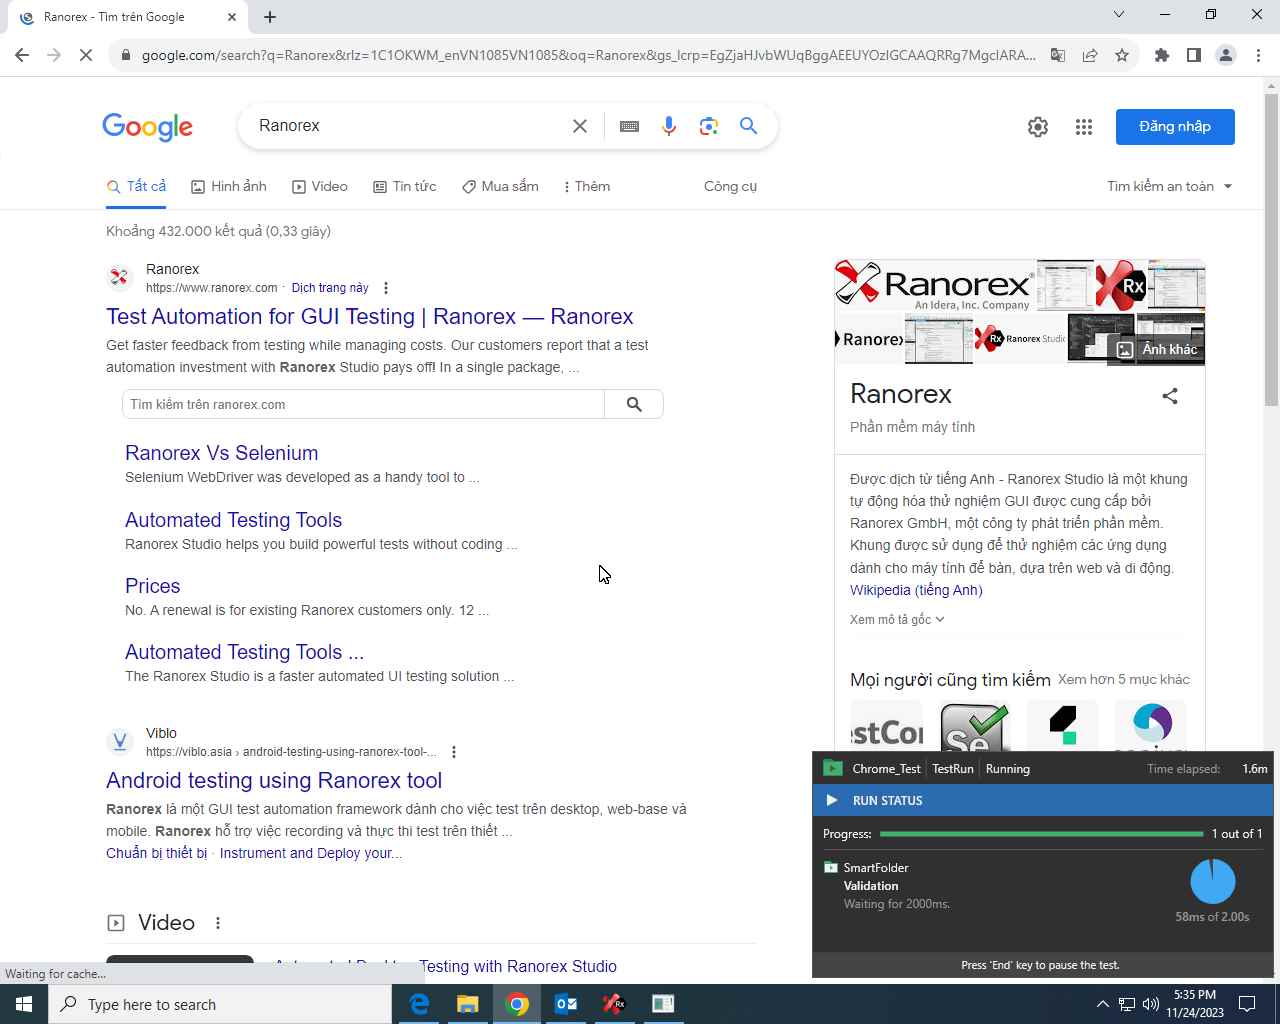 Ranorex - Tìm trên Google
google.com/search?q=Ranorex&rlz=1C1OKWM_enVN1085VN1085&oq=Ranorex&gs_lcrp=EgZjaHJvbWUqBggAEEUYOzIGCAAQRRg7MgcIARA...
Google
Ranorex
Đăng nhập
Tất cả
Hình ảnh
Video
Tin tức
Mua sắm
Thêm
Công cụ
Tìm kiếm an toàn
Khoảng 432.000 kết quả (0,33 giây)
Ranorex
https://www.ranorex.com · Dịch trang này
Test Automation for GUI Testing | Ranorex — Ranorex
Get faster feedback from testing while managing costs. Our customers report that a test
automation investment with Ranorex Studio pays off! In a single package, ...
Tìm kiếm trên ranorex.com
Ranorex Vs Selenium
Selenium WebDriver was developed as a handy tool to ...
Automated Testing Tools
Ranorex Studio helps you build powerful tests without coding ...
Prices
No. A renewal is for existing Ranorex customers only. 12 ...
Automated Testing Tools ...
The Ranorex Studio is a faster automated UI testing solution ...
Viblo
https://viblo.asia › android-testing-using-ranorex-tool-...
Android testing using Ranorex tool
Ranorex là một GUI test automation framework dành cho việc test trên desktop, web-base và
mobile. Ranorex hỗ trợ việc recording và thực thi test trên thiết ...
Chuẩn bị thiết bị · Instrument and Deploy your...
Video
Testing with Ranorex Studio
Ranorex
An Idera, Inc. Company
Rx
Ranorex
Rx Ranorex Studio
Ảnh khác
Ranorex
Phần mềm máy tính
Được dịch từ tiếng Anh - Ranorex Studio là một khung
tự động hóa thử nghiệm GUI được cung cấp bởi
Ranorex GmbH, một công ty phát triển phần mềm.
Khung được sử dụng để thử nghiệm các ứng dụng
dành cho máy tính để bàn, dựa trên web và di động.
Wikipedia (tiếng Anh)
Xem mô tả gốc
Mọi người cũng tìm kiếm
Xem hơn 5 mục khác
Se
Chrome_Test
TestRun
Running
Time elapsed: 1.6m
RUN STATUS
Progress: 1 out of 1
SmartFolder
Validation
Waiting for 2000ms.
58ms of 2.00s
Press 'End' key to pause the test.
Waiting for cache...
Type here to search
Rx
5:35 PM
11/24/2023